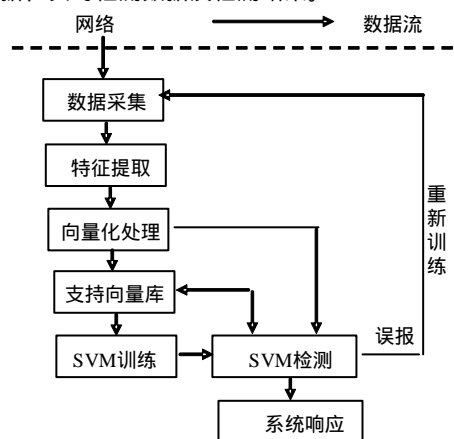 网络 数据流
数据采集
特征提取
向量化处理
支持向量库
SVM训练 SVM检测 误报
重新训练
系统响应